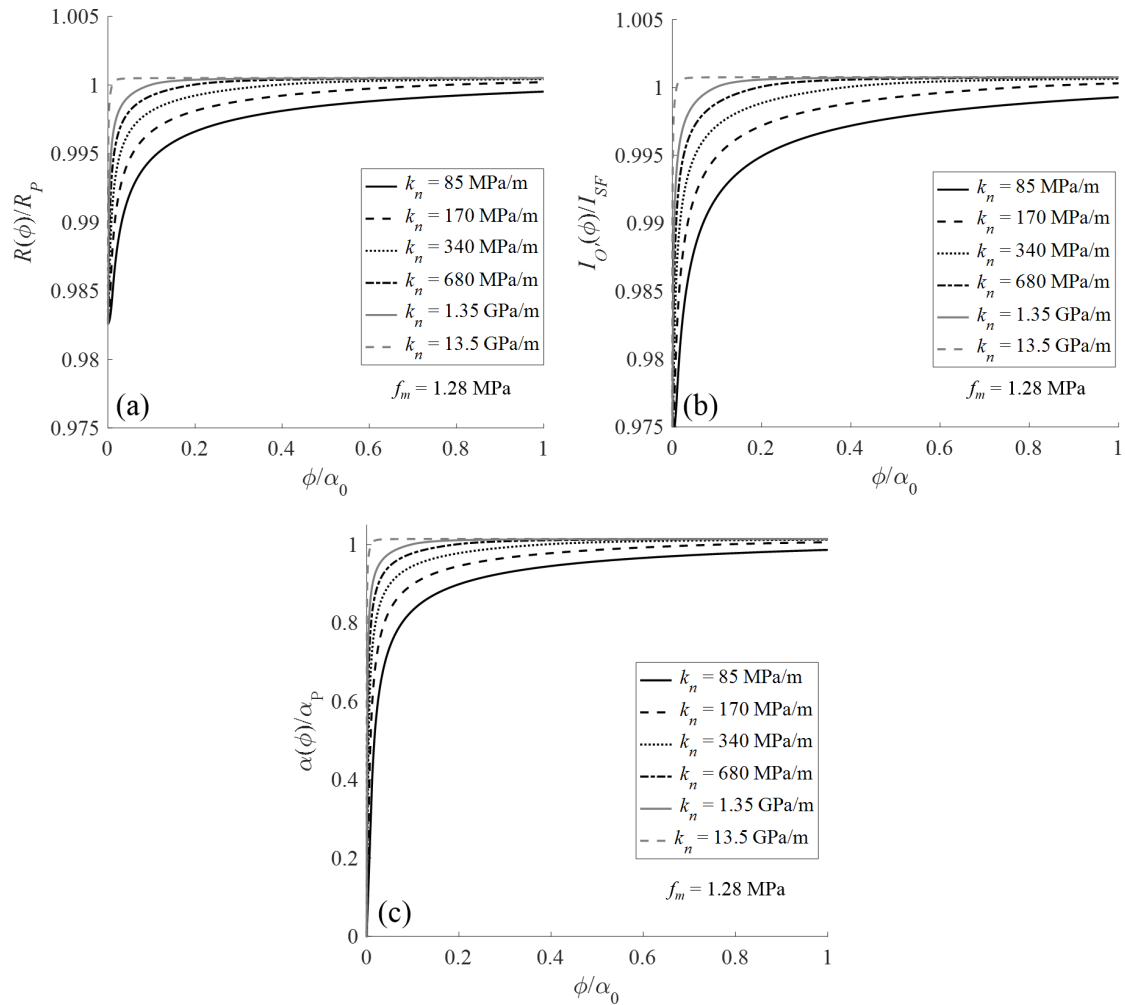 1.005
1
0.995
0.99
0.985
0.98
0.975
R(ϕ)/R_P
k_n = 85 MPa/m
k_n = 170 MPa/m
k_n = 340 MPa/m
k_n = 680 MPa/m
k_n = 1.35 GPa/m
k_n = 13.5 GPa/m
f_m = 1.28 MPa
(a)
0 0.2 0.4 0.6 0.8 1
ϕ/α_0
1.005
1
0.995
0.99
0.985
0.98
0.975
I_O'(ϕ)/I_SF
k_n = 85 MPa/m
k_n = 170 MPa/m
k_n = 340 MPa/m
k_n = 680 MPa/m
k_n = 1.35 GPa/m
k_n = 13.5 GPa/m
f_m = 1.28 MPa
(b)
0 0.2 0.4 0.6 0.8 1
ϕ/α_0
1
0.8
0.6
0.4
0.2
0
α(ϕ)/α_P
k_n = 85 MPa/m
k_n = 170 MPa/m
k_n = 340 MPa/m
k_n = 680 MPa/m
k_n = 1.35 GPa/m
k_n = 13.5 GPa/m
f_m = 1.28 MPa
(c)
0 0.2 0.4 0.6 0.8 1
ϕ/α_0